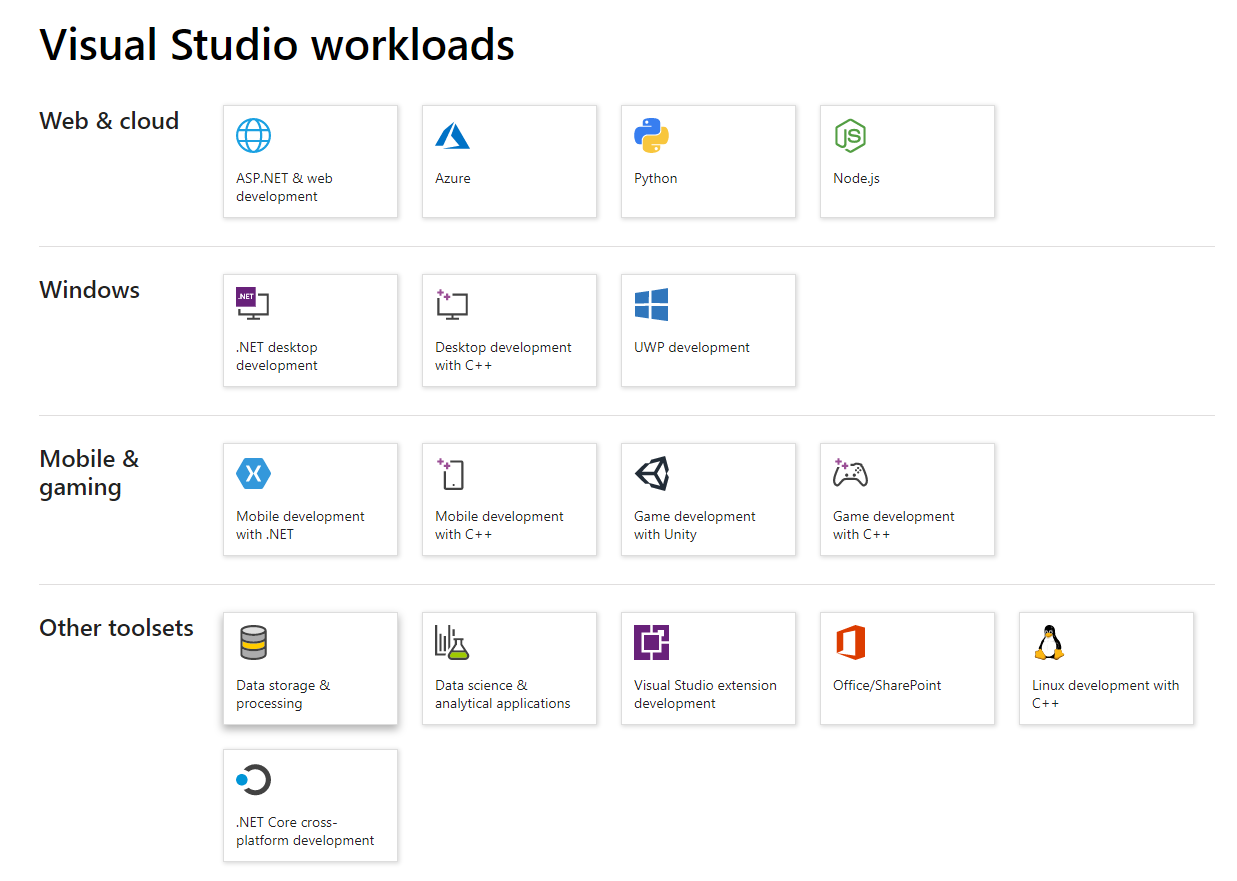 Visual Studio workloads
Web & cloud
ASP.NET & web
development
Azure
Python
JS
Node.js
Windows
.NET
.NET desktop
development
Desktop development
with C++
UWP development
Mobile &
gaming
X
Mobile development
with .NET
Mobile development
with C++
Game development
with Unity
Game development
with C++
Other toolsets
Data storage &
processing
Data science &
analytical applications
Visual Studio extension
development
Office/SharePoint
Linux development with
C++
.NET Core cross-
platform development